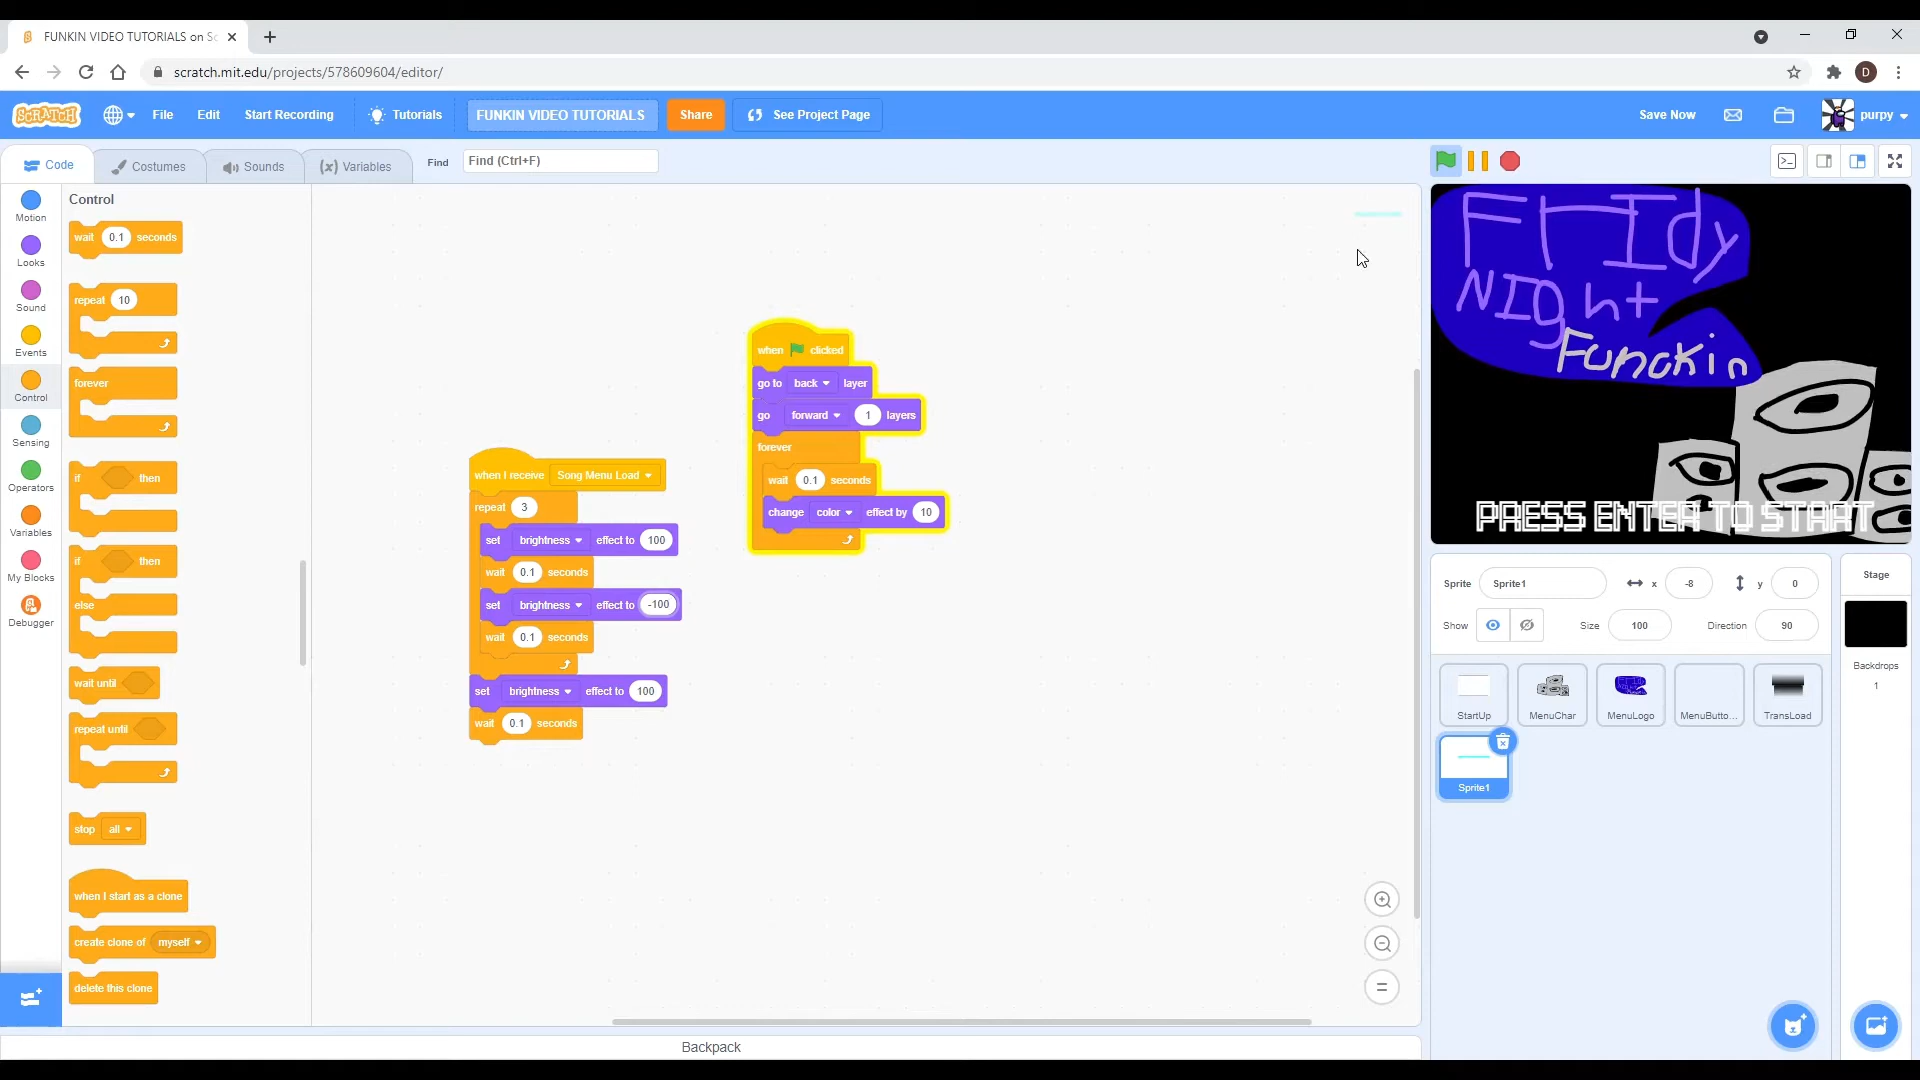 FUNKIN VIDEO TUTORIALS on Sc
scratch.mit.edu/projects/578609604/editor/
D
SCRATCH
File
Edit
Start Recording
Tutorials
FUNKIN VIDEO TUTORIALS
Share
See Project Page
Save Now
purpy
Code
Costumes
Sounds
(x) Variables
Find
Find (Ctrl+F)
Motion
Looks
Sound
Events
Control
Sensing
Operators
Variables
My Blocks
Debugger
Control
wait 0.1 seconds
repeat 10
forever
if then
if then
else
wait until
repeat until
stop all
when I start as a clone
create clone of myself
delete this clone
when I receive Song Menu Load
repeat 3
set brightness effect to 100
wait 0.1 seconds
set brightness effect to -100
wait 0.1 seconds
set brightness effect to 100
wait 0.1 seconds
when clicked
go to back layer
go forward 1 layers
forever
wait 0.1 seconds
change color effect by 10
FrIdy
NIght
Funckin
PRESS ENTER TO START
Sprite Sprite1 x -8 y 0
Show Size 100 Direction 90
StartUp
MenuChar
MenuLogo
MenuButto...
TransLoad
Sprite1
Stage
Backdrops
1
Backpack